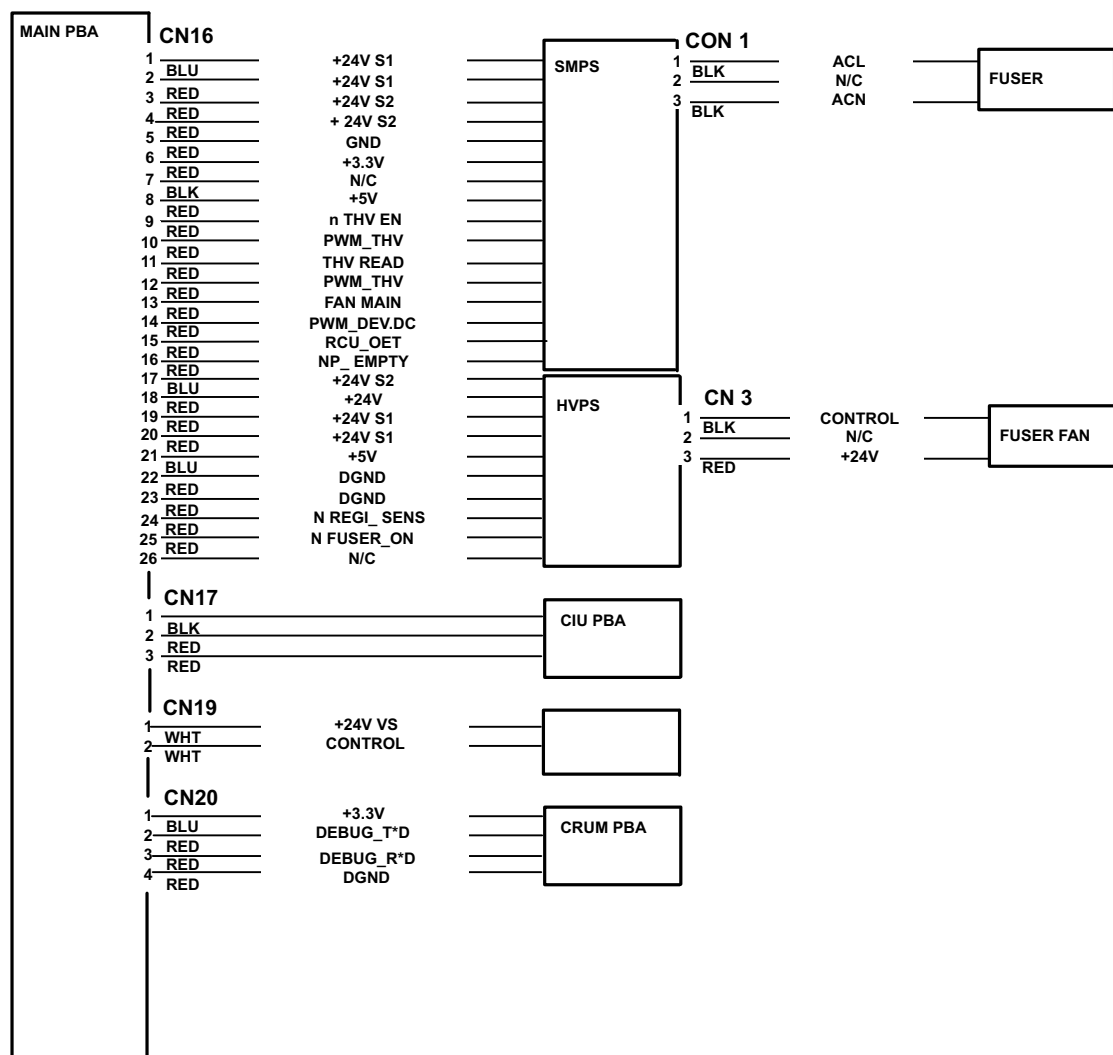 MAIN PBA
CN16
1 +24V S1
BLU
2 +24V S1
RED
3 +24V S2
RED
4 + 24V S2
RED
5 GND
RED
6 +3.3V
RED
7 N/C
BLK
8 +5V
RED
9 n THV EN
RED
10 PWM_THV
RED
11 THV READ
RED
12 PWM_THV
RED
13 FAN MAIN
RED
14 PWM_DEV.DC
RED
15 RCU_OET
RED
16 NP_ EMPTY
RED
17 +24V S2
BLU
18 +24V
RED
19 +24V S1
RED
20 +24V S1
RED
21 +5V
BLU
22 DGND
RED
23 DGND
RED
24 N REGI_ SENS
RED
25 N FUSER_ON
RED
26 N/C
SMPS
CON 1
1 ACL
BLK
2 N/C
3 ACN
BLK
FUSER
HVPS
CN 3
1 CONTROL
BLK
2 N/C
3 +24V
RED
FUSER FAN
CN17
1
BLK
2
RED
3
RED
CIU PBA
CN19
1 +24V VS
WHT
2 CONTROL
WHT
CN20
1 +3.3V
BLU
2 DEBUG_T*D
RED
3 DEBUG_R*D
RED
4 DGND
RED
CRUM PBA